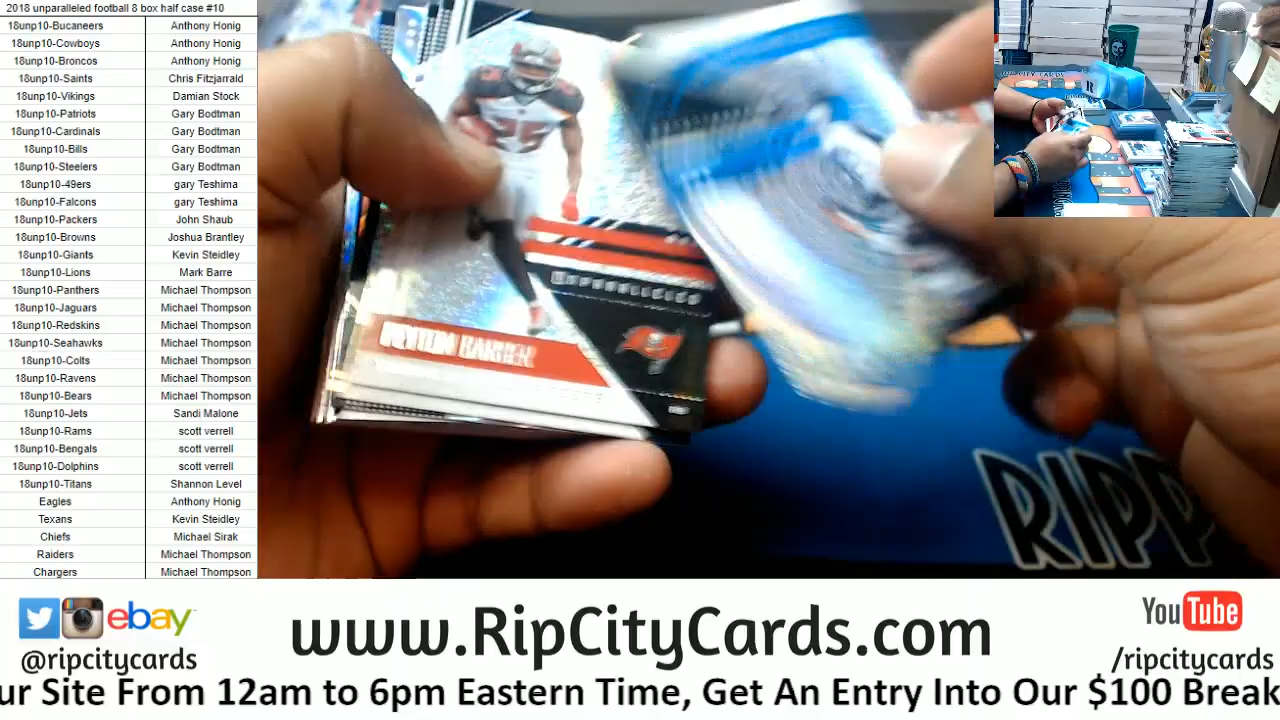 2018 unparalleled football 8 box half case #10
18unp10-Bucaneers Anthony Honig
18unp10-Cowboys Anthony Honig
18unp10-Broncos Anthony Honig
18unp10-Saints Chris Fitzjarrald
18unp10-Vikings Damian Stock
18unp10-Patriots Gary Bodtman
18unp10-Cardinals Gary Bodtman
18unp10-Bills Gary Bodtman
18unp10-Steelers Gary Bodtman
18unp10-49ers gary Teshima
18unp10-Falcons gary Teshima
18unp10-Packers John Shaub
18unp10-Browns Joshua Brantley
18unp10-Giants Kevin Steidley
18unp10-Lions Mark Barre
18unp10-Panthers Michael Thompson
18unp10-Jaguars Michael Thompson
18unp10-Redskins Michael Thompson
18unp10-Seahawks Michael Thompson
18unp10-Colts Michael Thompson
18unp10-Ravens Michael Thompson
18unp10-Bears Michael Thompson
18unp10-Jets Sandi Malone
18unp10-Rams scott verrell
18unp10-Bengals scott verrell
18unp10-Dolphins scott verrell
18unp10-Titans Shannon Level
Eagles Anthony Honig
Texans Kevin Steidley
Chiefs Michael Sirak
Raiders Michael Thompson
Chargers Michael Thompson
PEYTON BARBER
RIPP
ebay
@ripcitycards
www.RipCityCards.com
YouTube
/ripcitycards
ur Site From 12am to 6pm Eastern Time, Get An Entry Into Our $100 Break